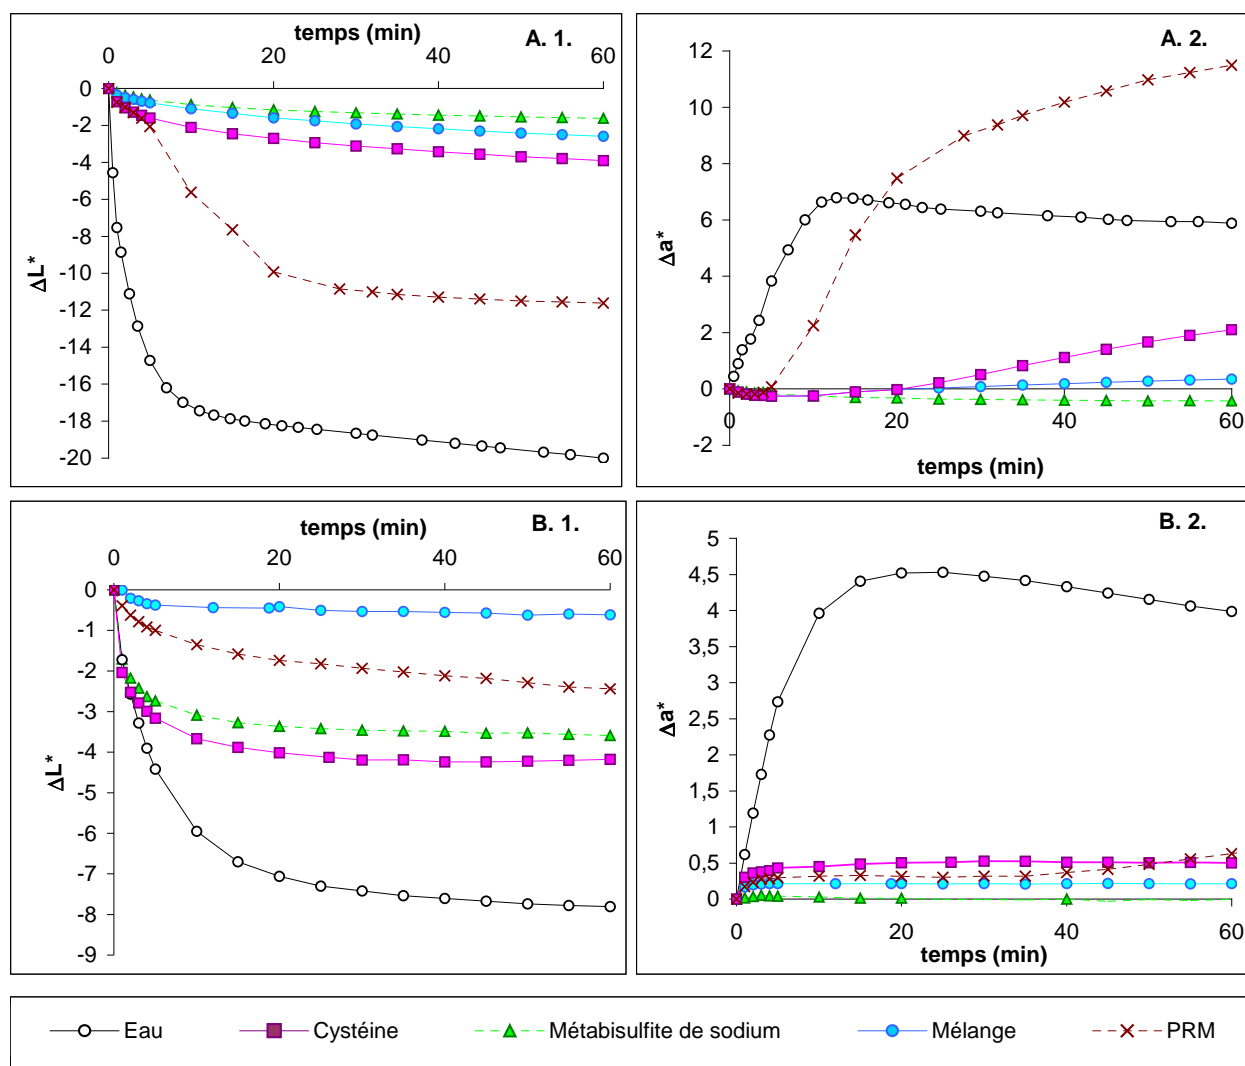 temps (min)
A. 1.
0 20 40 60
0
-2
-4
-6
-8
-10
-12
-14
-16
-18
-20
ΔL*
A. 2.
12
10
8
6
4
2
0
-2
Δa*
0 20 40 60
temps (min)
temps (min)
B. 1.
0 20 40 60
0
-1
-2
-3
-4
-5
-6
-7
-8
-9
ΔL*
B. 2.
5
4,5
4
3,5
3
2,5
2
1,5
1
0,5
0
Δa*
0 20 40 60
temps (min)
Eau Cystéine Métabisulfite de sodium Mélange PRM